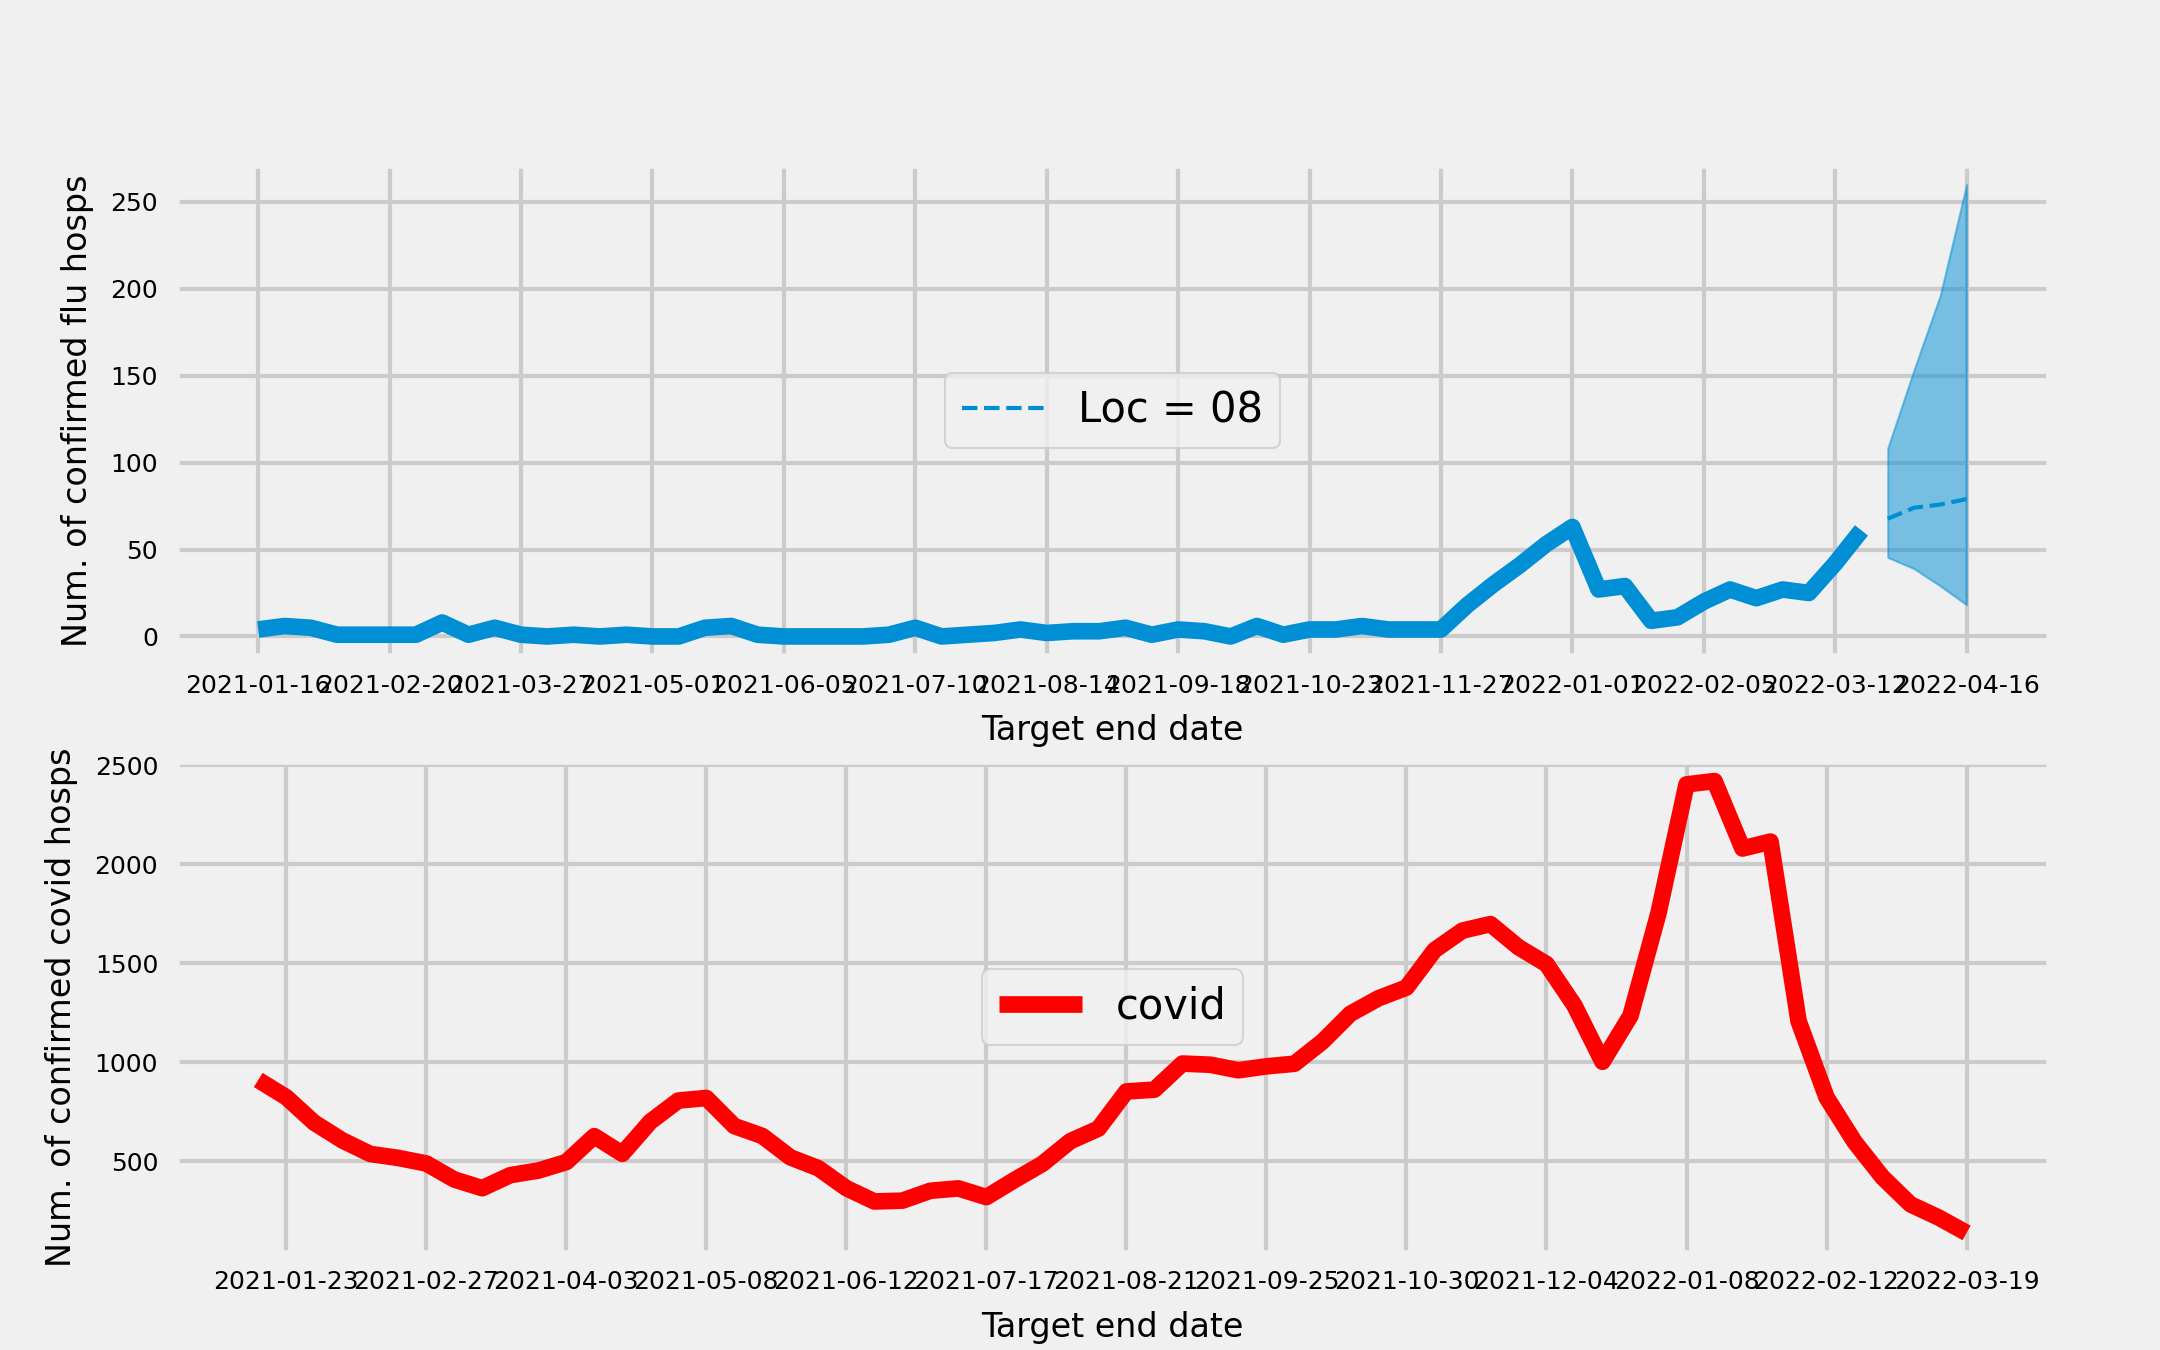 Num. of confirmed flu hosps
250
200
150
100
50
0
Loc = 08
2021-01-16 2021-02-20 2021-03-27 2021-05-01 2021-06-05 2021-07-10 2021-08-14 2021-09-18 2021-10-23 2021-11-27 2022-01-01 2022-02-05 2022-03-12 2022-04-16
Target end date
Num. of confirmed covid hosps
2500
2000
1500
1000
500
covid
2021-01-23 2021-02-27 2021-04-03 2021-05-08 2021-06-12 2021-07-17 2021-08-21 2021-09-25 2021-10-30 2021-12-04 2022-01-08 2022-02-12 2022-03-19
Target end date